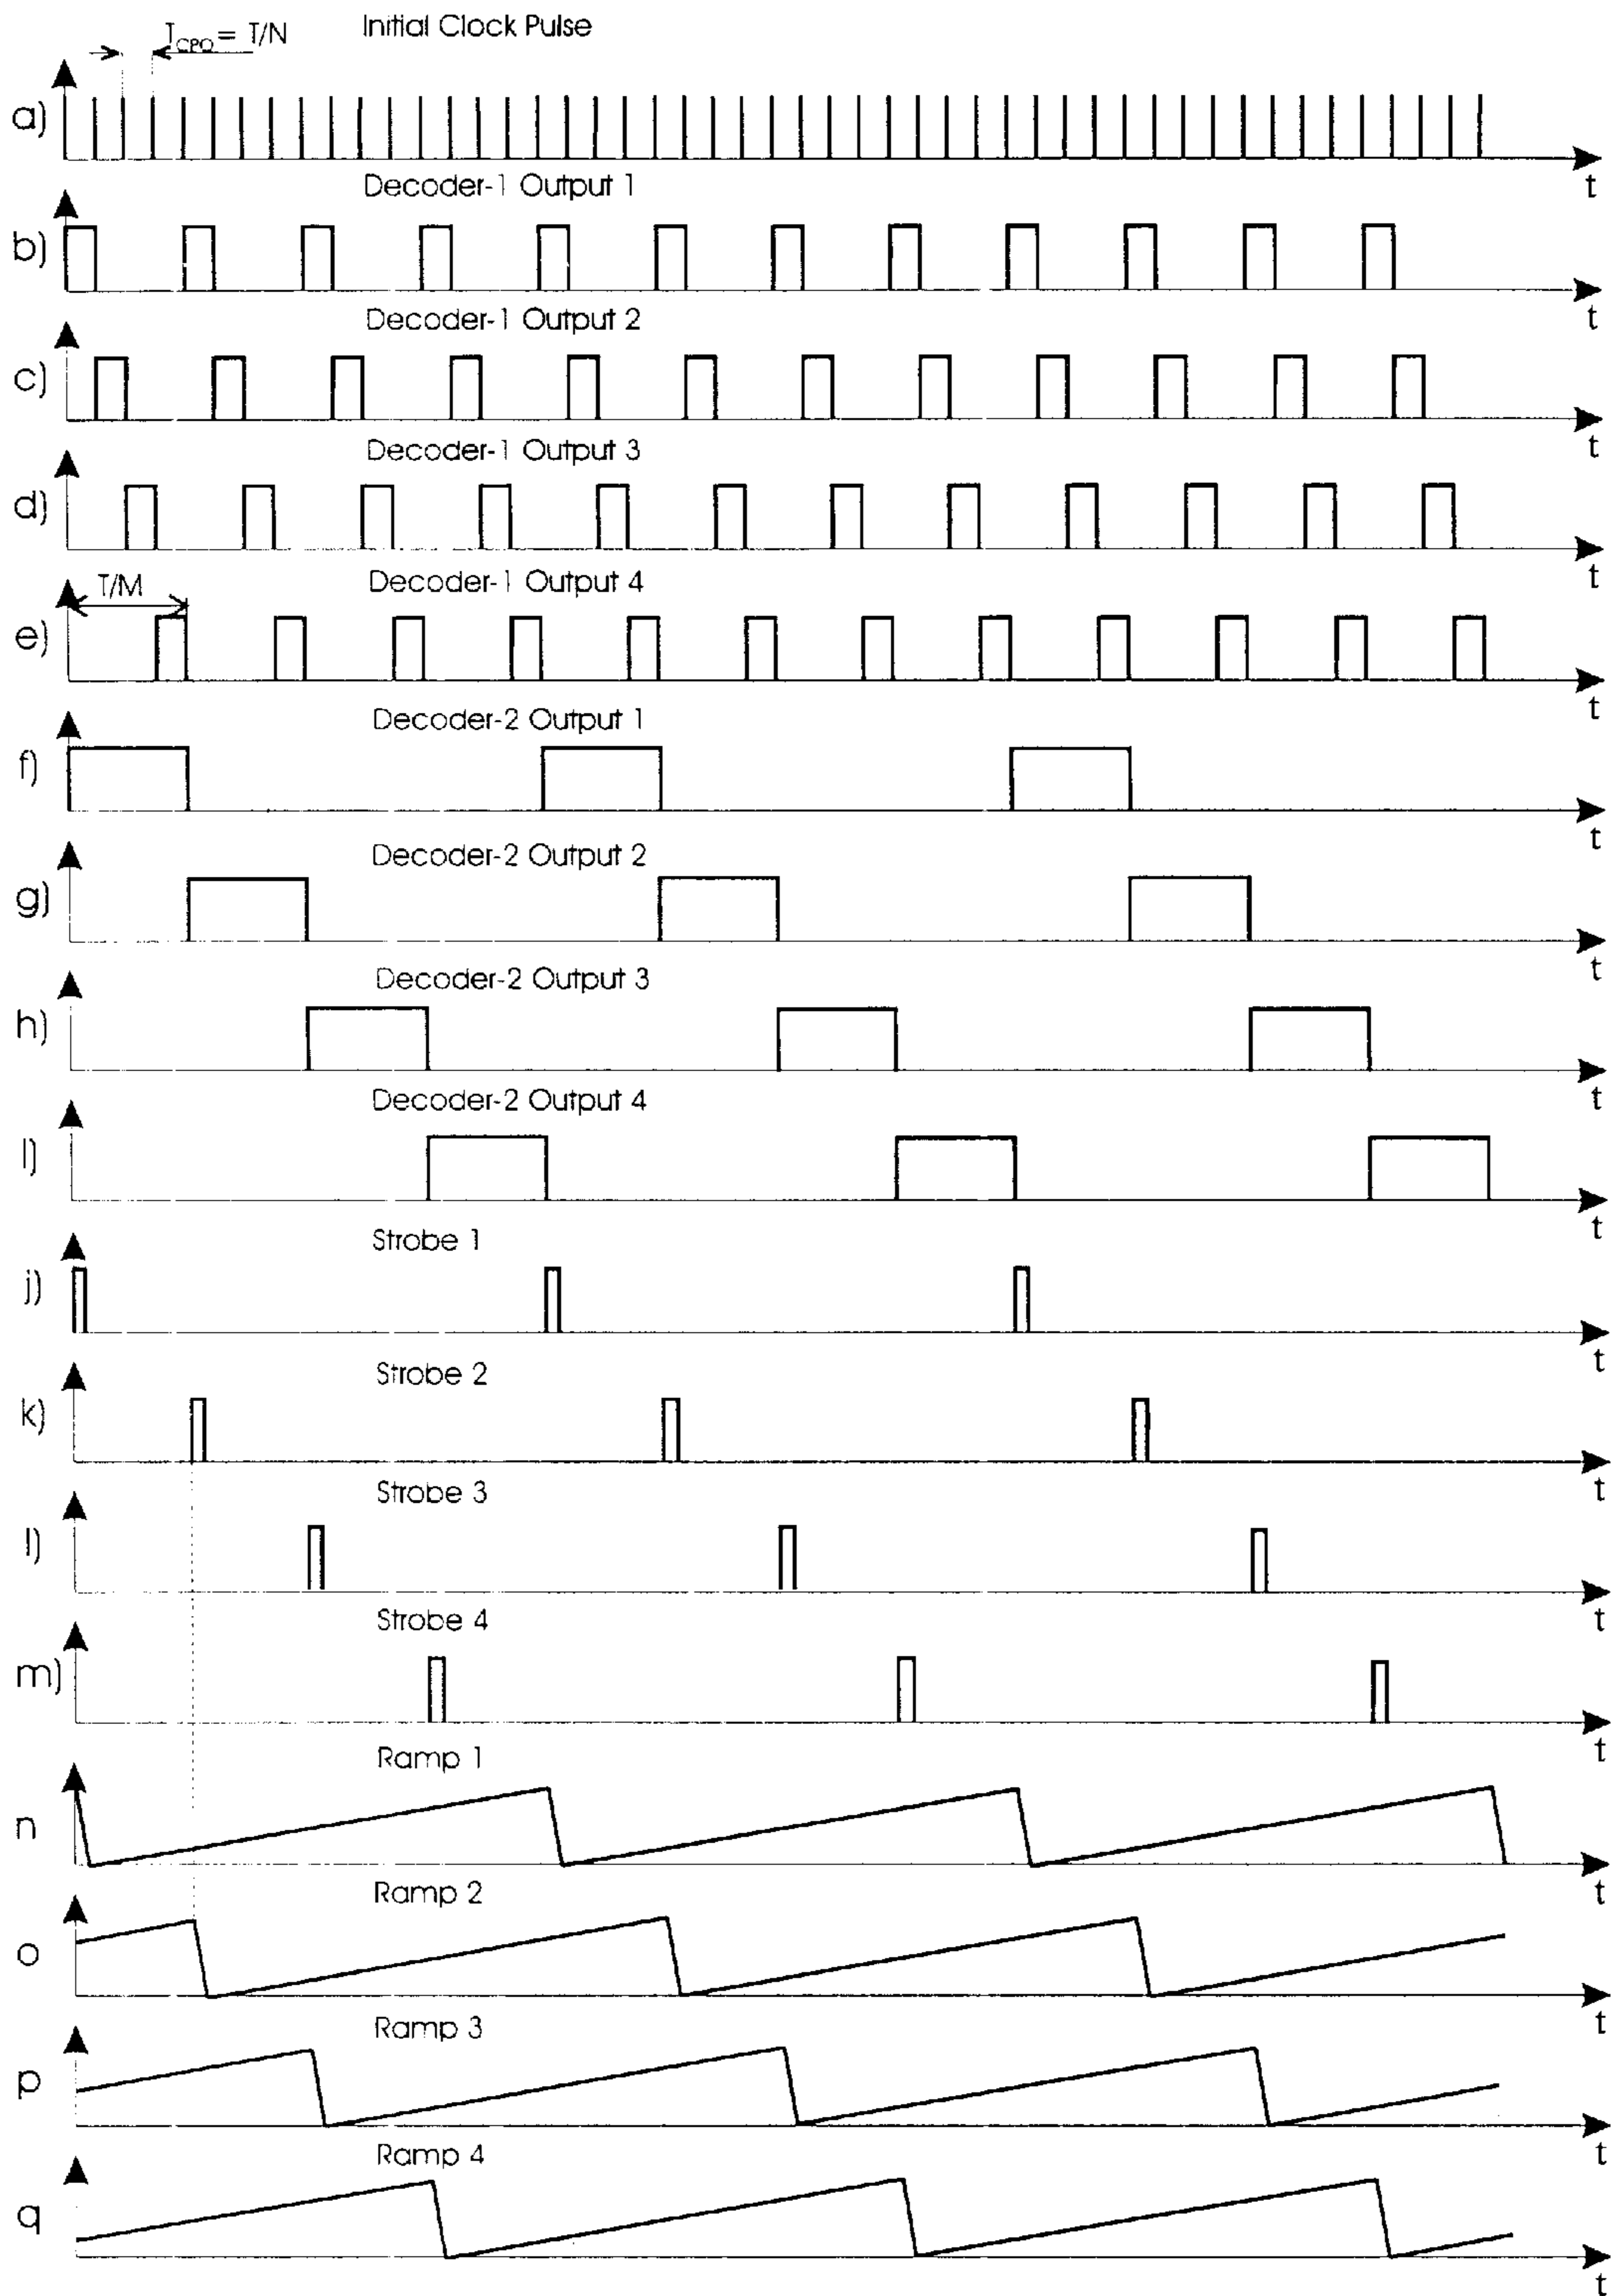 Initial Clock Pulse
T_CPO = T/N
a)
t
Decoder-1 Output 1
b)
t
Decoder-1 Output 2
c)
t
Decoder-1 Output 3
d)
t
T/M
Decoder-1 Output 4
e)
t
Decoder-2 Output 1
f)
t
Decoder-2 Output 2
g)
t
Decoder-2 Output 3
h)
t
Decoder-2 Output 4
l)
t
Strobe 1
j)
t
Strobe 2
k)
t
Strobe 3
l)
t
Strobe 4
m)
t
Ramp 1
n
t
Ramp 2
o
t
Ramp 3
p
t
Ramp 4
q
t